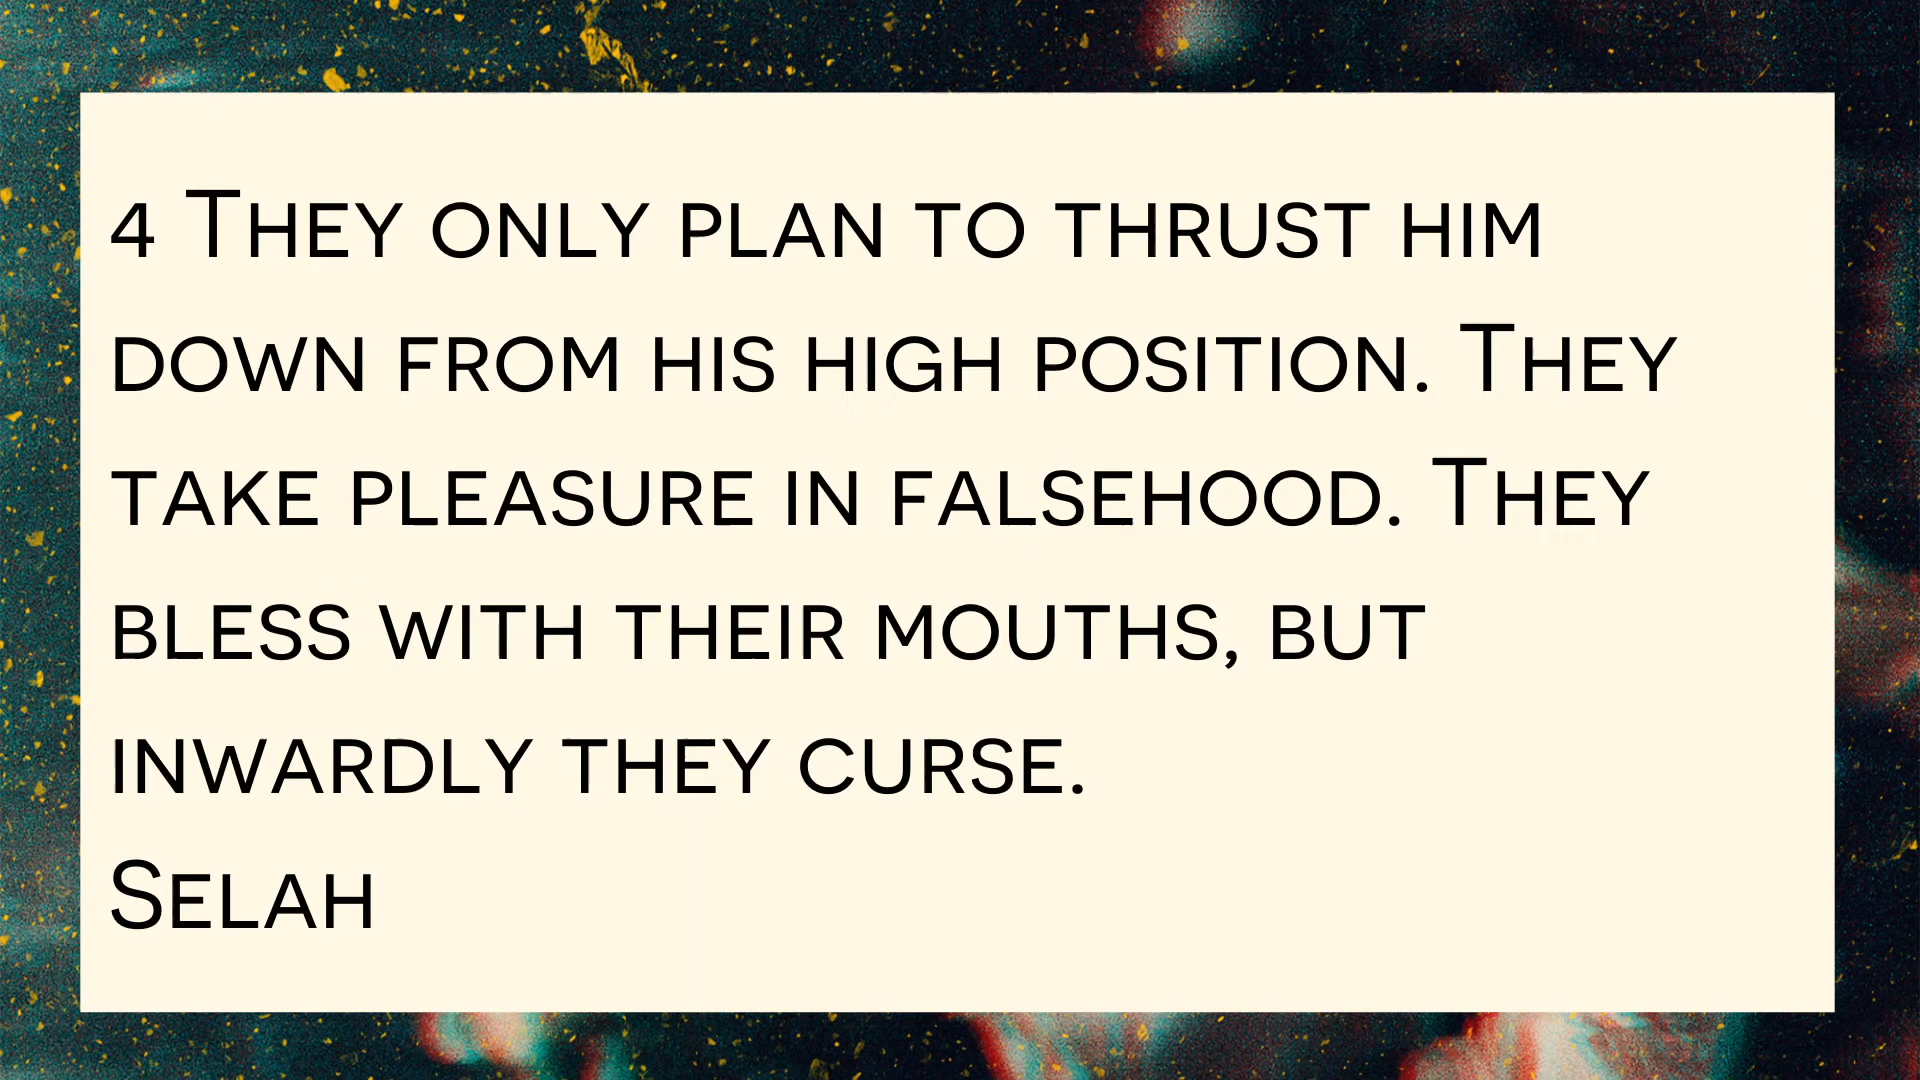 4 They only plan to thrust him
down from his high position. They
take pleasure in falsehood. They
bless with their mouths, but
inwardly they curse.
Selah